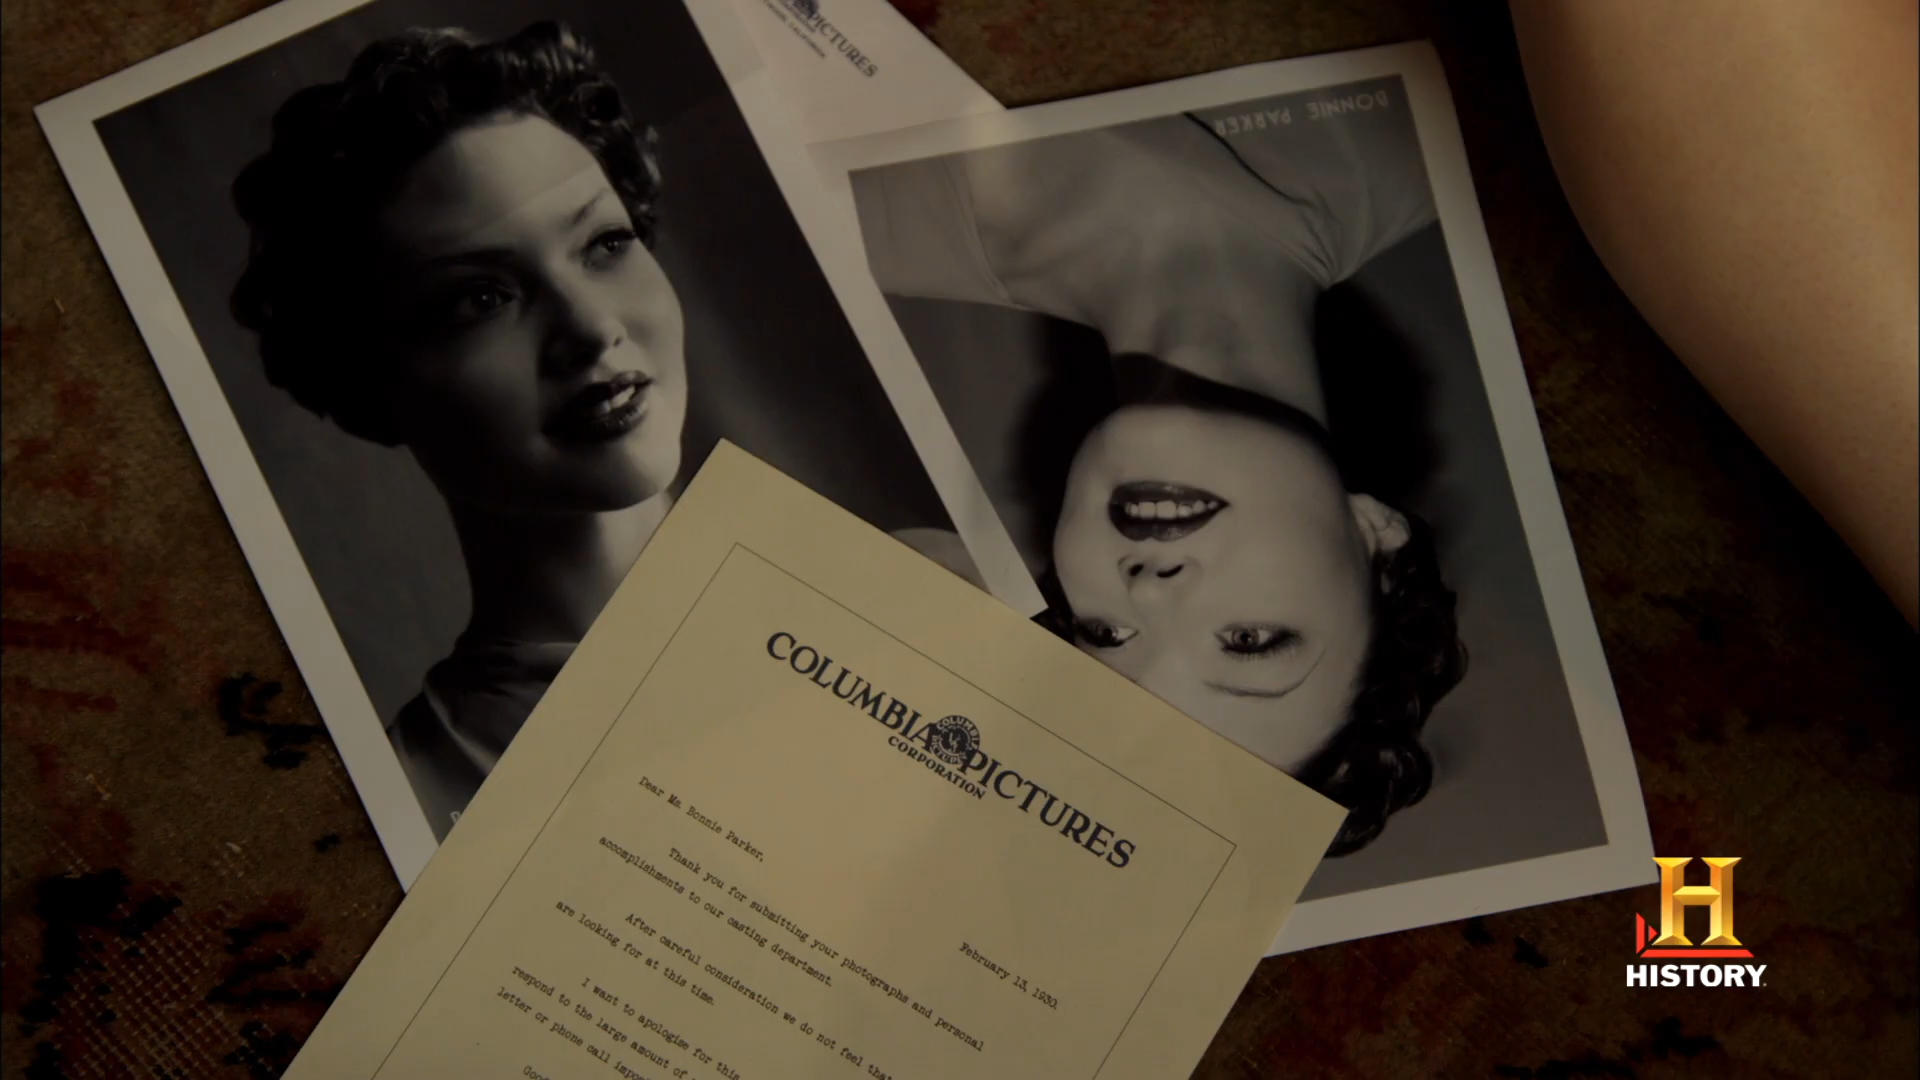 PICTURES
BONNIE PARKER
COLUMBIA PICTURES
CORPORATION
February 13, 1930.
Dear Ms. Bonnie Parker,
Thank you for submitting your photographs and personal
accomplishments to our casting department.
After careful consideration we do not feel that
are looking for at this time.
I want to apologise for this
respond to the large amount of
letter or phone call
HISTORY